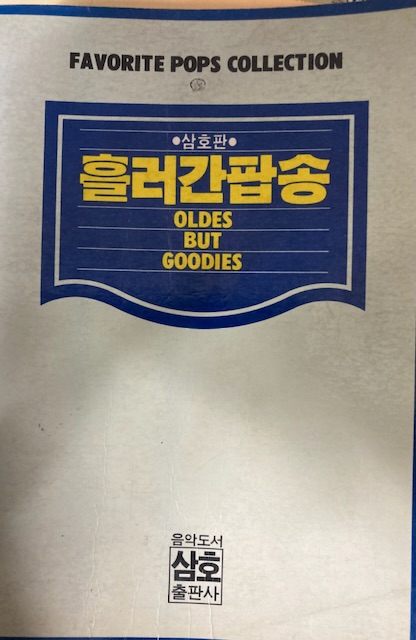 FAVORITE POPS COLLECTION
●삼호판●
흘러간팝송
OLDES
BUT
GOODIES
음악도서
삼호
출판사